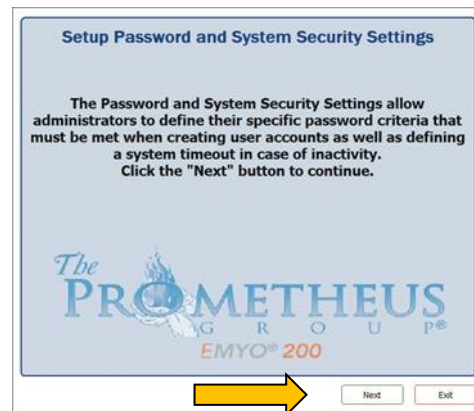 Setup Password and System Security Settings
The Password and System Security Settings allow
administrators to define their specific password criteria that
must be met when creating user accounts as well as defining
a system timeout in case of inactivity.
Click the "Next" button to continue.
The
PROMETHEUS
GROUP®
EMYO® 200
Next Exit